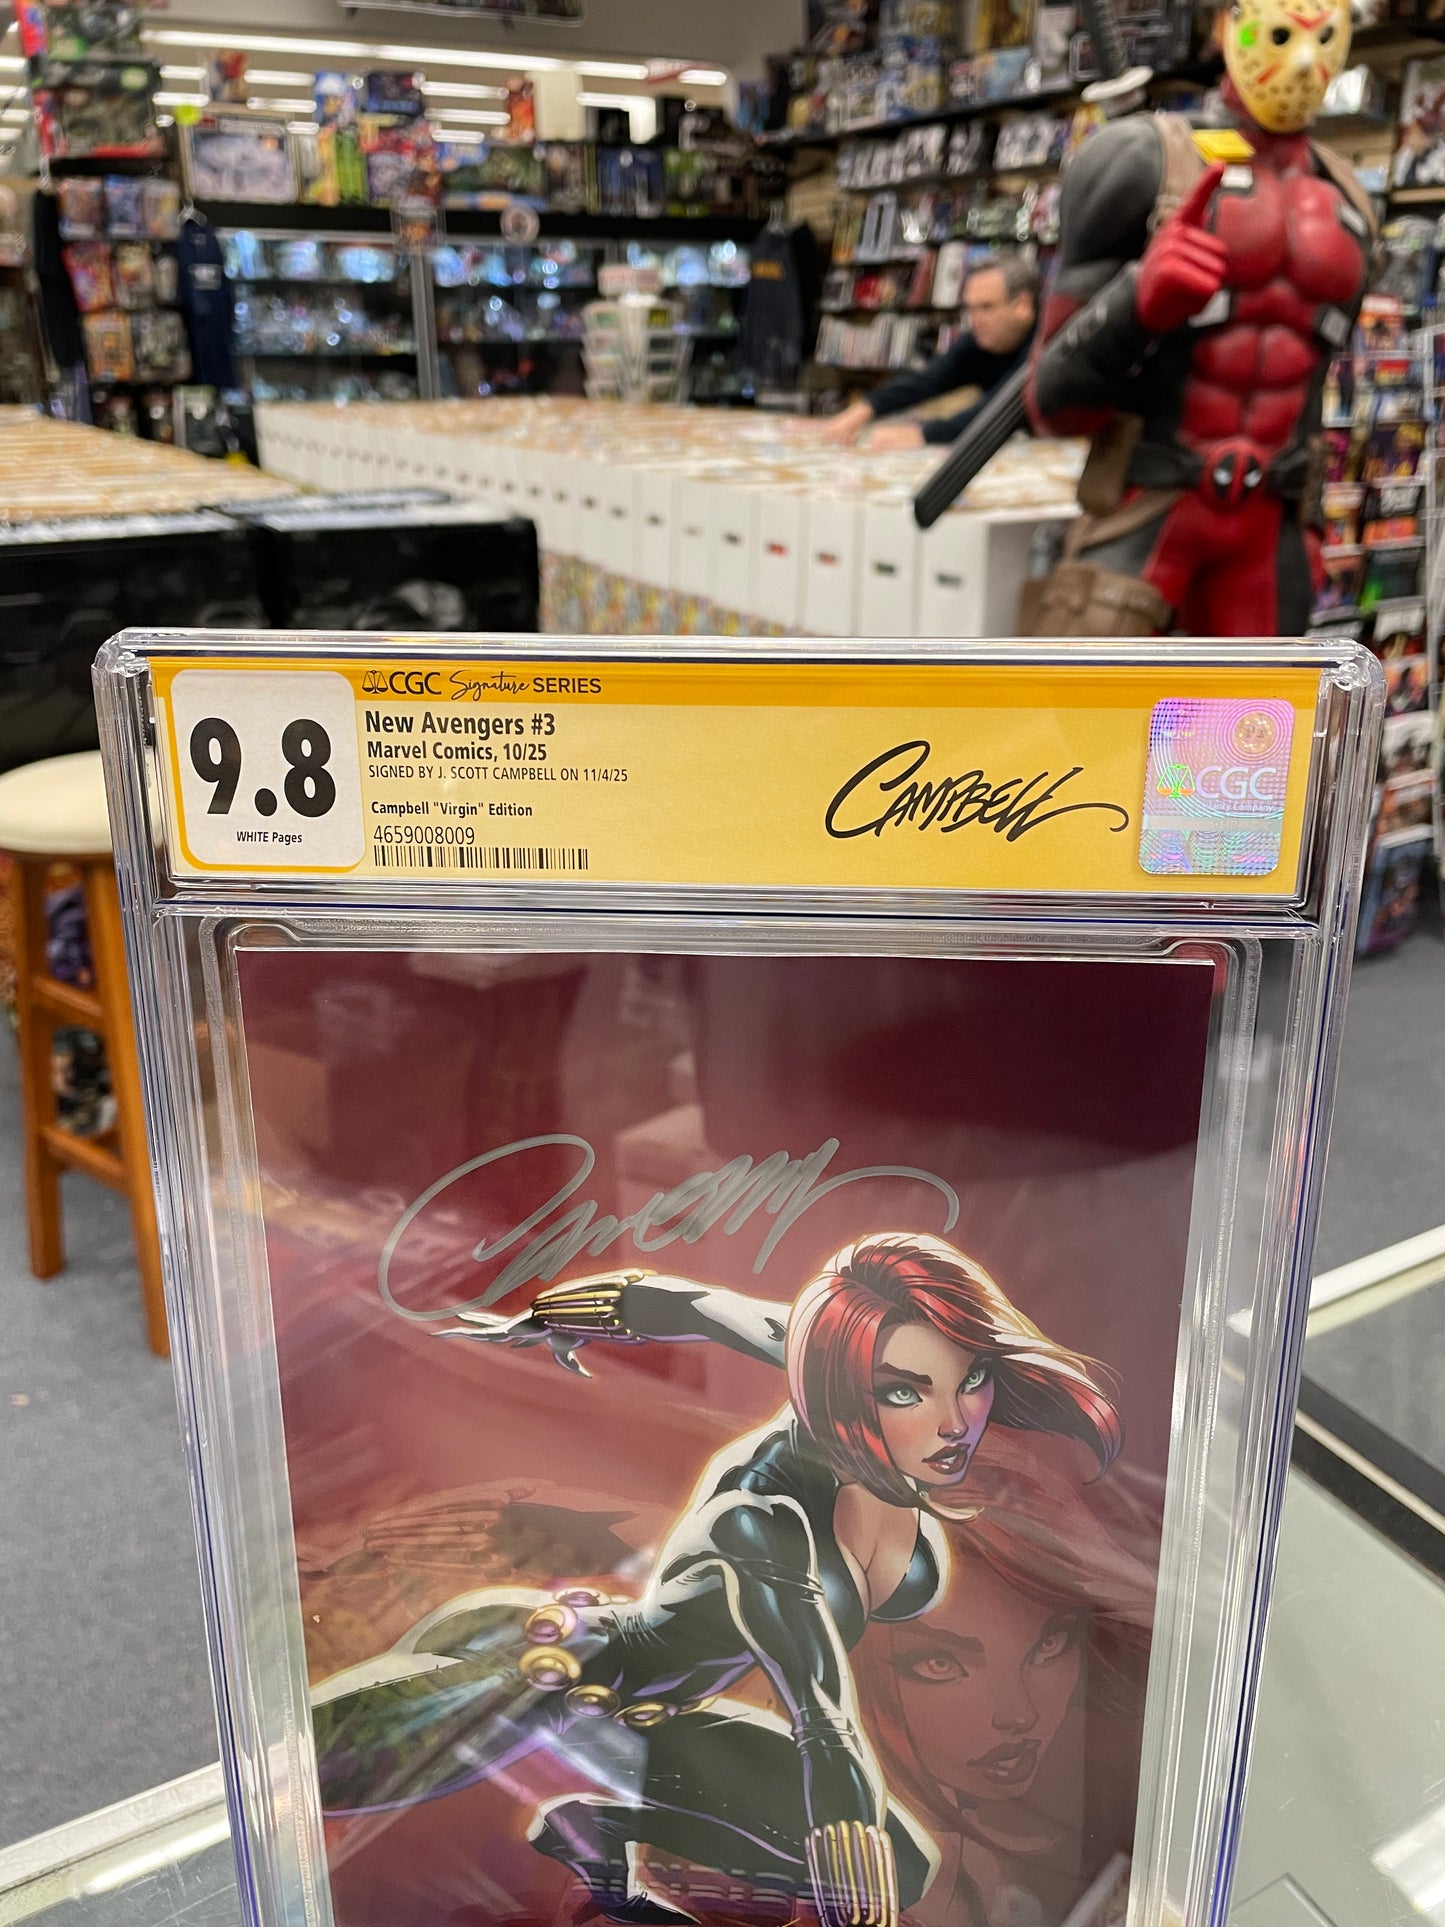 9.8
WHITE Pages
CGC Signature SERIES
New Avengers #3
Marvel Comics, 10/25
SIGNED BY J. SCOTT CAMPBELL ON 11/4/25
Campbell "Virgin" Edition
4659008009
CAMPBELL
CGC